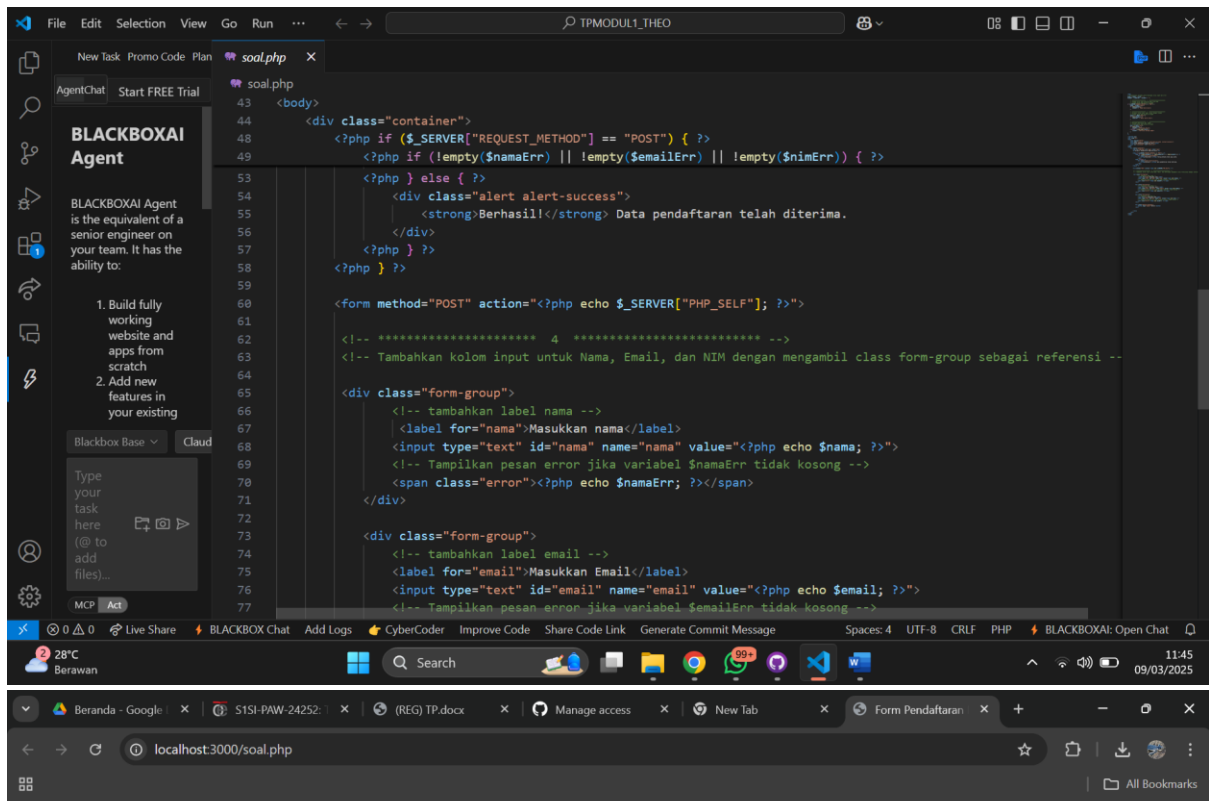 File Edit Selection View Go Run ··· TPMODUL1_THEO
New Task Promo Code Plan
soal.php
AgentChat Start FREE Trial
BLACKBOXAI
Agent
BLACKBOXAI Agent
is the equivalent of a
senior engineer on
your team. It has the
ability to:
1. Build fully
working
website and
apps from
scratch
2. Add new
features in
your existing
Blackbox Base Claud
Type
your
task
here
(@ to
add
files)...
MCP Act
1
soal.php
43 <body>
44 <div class="container">
48 <?php if ($_SERVER["REQUEST_METHOD"] == "POST") { ?>
49 <?php if (!empty($namaErr) || !empty($emailErr) || !empty($nimErr)) { ?>
53 <?php } else { ?>
54 <div class="alert alert-success">
55 <strong>Berhasil!</strong> Data pendaftaran telah diterima.
56 </div>
57 <?php } ?>
58 <?php } ?>
59
60 <form method="POST" action="<?php echo $_SERVER["PHP_SELF"]; ?>">
61
62 <!-- ********************** 4 ************************** -->
63 <!-- Tambahkan kolom input untuk Nama, Email, dan NIM dengan mengambil class form-group sebagai referensi --
64
65 <div class="form-group">
66 <!-- tambahkan label nama -->
67 <label for="nama">Masukkan nama</label>
68 <input type="text" id="nama" name="nama" value="<?php echo $nama; ?>">
69 <!-- Tampilkan pesan error jika variabel $namaErr tidak kosong -->
70 <span class="error"><?php echo $namaErr; ?></span>
71 </div>
72
73 <div class="form-group">
74 <!-- tambahkan label email -->
75 <label for="email">Masukkan Email</label>
76 <input type="text" id="email" name="email" value="<?php echo $email; ?>">
77 <!-- Tampilkan pesan error jika variabel $emailErr tidak kosong -->
0 0 Live Share BLACKBOX Chat Add Logs CyberCoder Improve Code Share Code Link Generate Commit Message Spaces: 4 UTF-8 CRLF PHP BLACKBOXAI: Open Chat
2 28°C
Berawan
Search
99+
11:45
09/03/2025
Beranda - Google S1SI-PAW-24252: (REG) TP.docx Manage access New Tab Form Pendaftaran
localhost:3000/soal.php
All Bookmarks